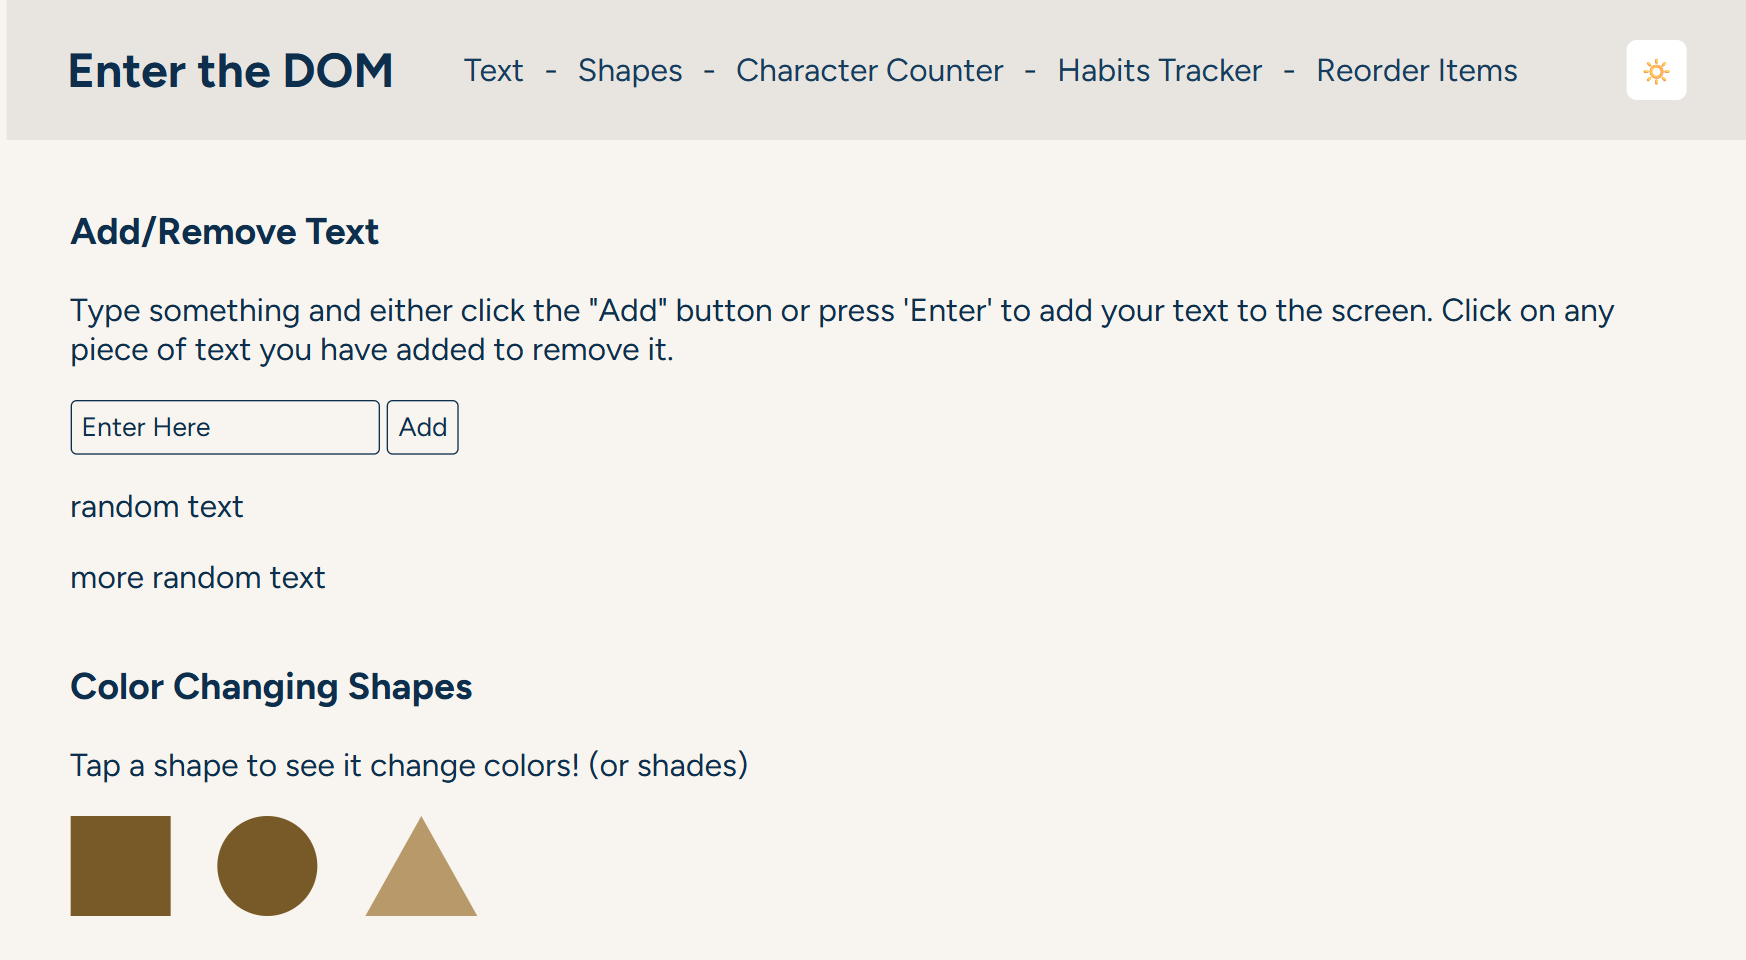 Enter the DOM
Text - Shapes - Character Counter - Habits Tracker - Reorder Items
Add/Remove Text
Type something and either click the "Add" button or press 'Enter' to add your text to the screen. Click on any
piece of text you have added to remove it.
Enter Here
Add
random text
more random text
Color Changing Shapes
Tap a shape to see it change colors! (or shades)